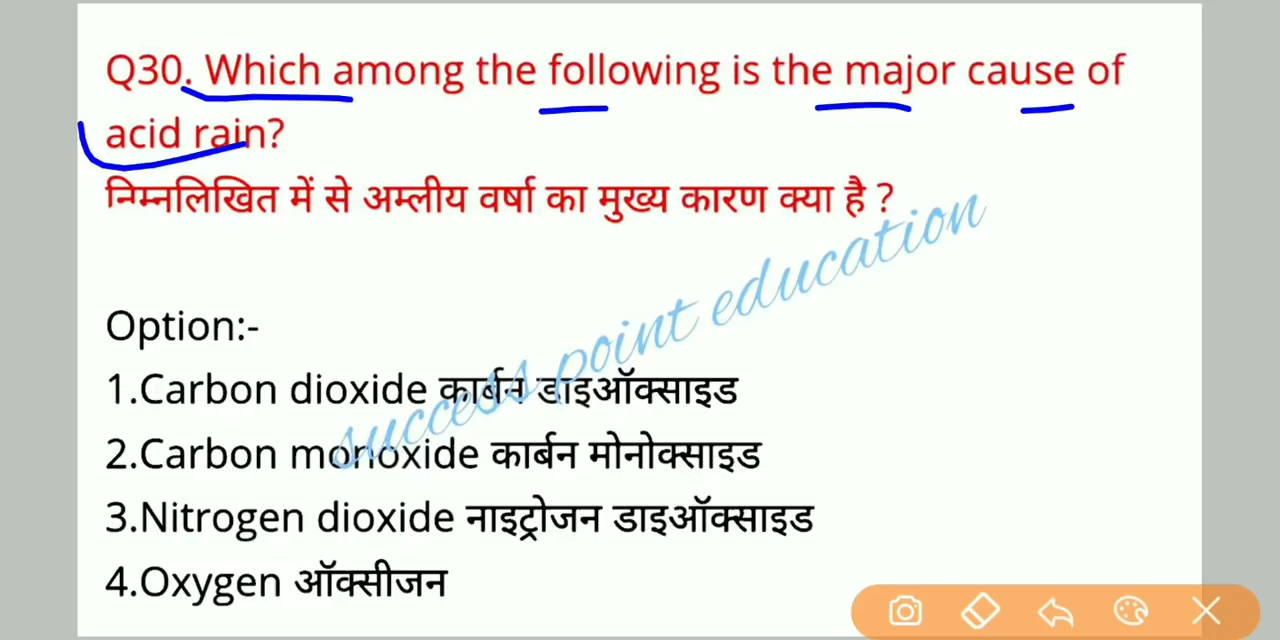 Q30. Which among the following is the major cause of
acid rain?
निम्नलिखित में से अम्लीय वर्षा का मुख्य कारण क्या है ?
success point education
Option:-
1.Carbon dioxide कार्बन डाइऑक्साइड
2.Carbon monoxide कार्बन मोनोक्साइड
3.Nitrogen dioxide नाइट्रोजन डाइऑक्साइड
4.Oxygen ऑक्सीजन